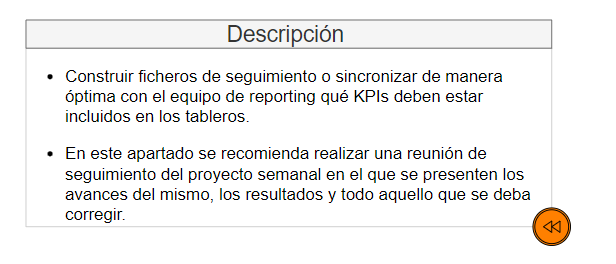 Descripción
• Construir ficheros de seguimiento o sincronizar de manera
óptima con el equipo de reporting qué KPIs deben estar
incluidos en los tableros.
• En este apartado se recomienda realizar una reunión de
seguimiento del proyecto semanal en el que se presenten los
avances del mismo, los resultados y todo aquello que se deba
corregir.